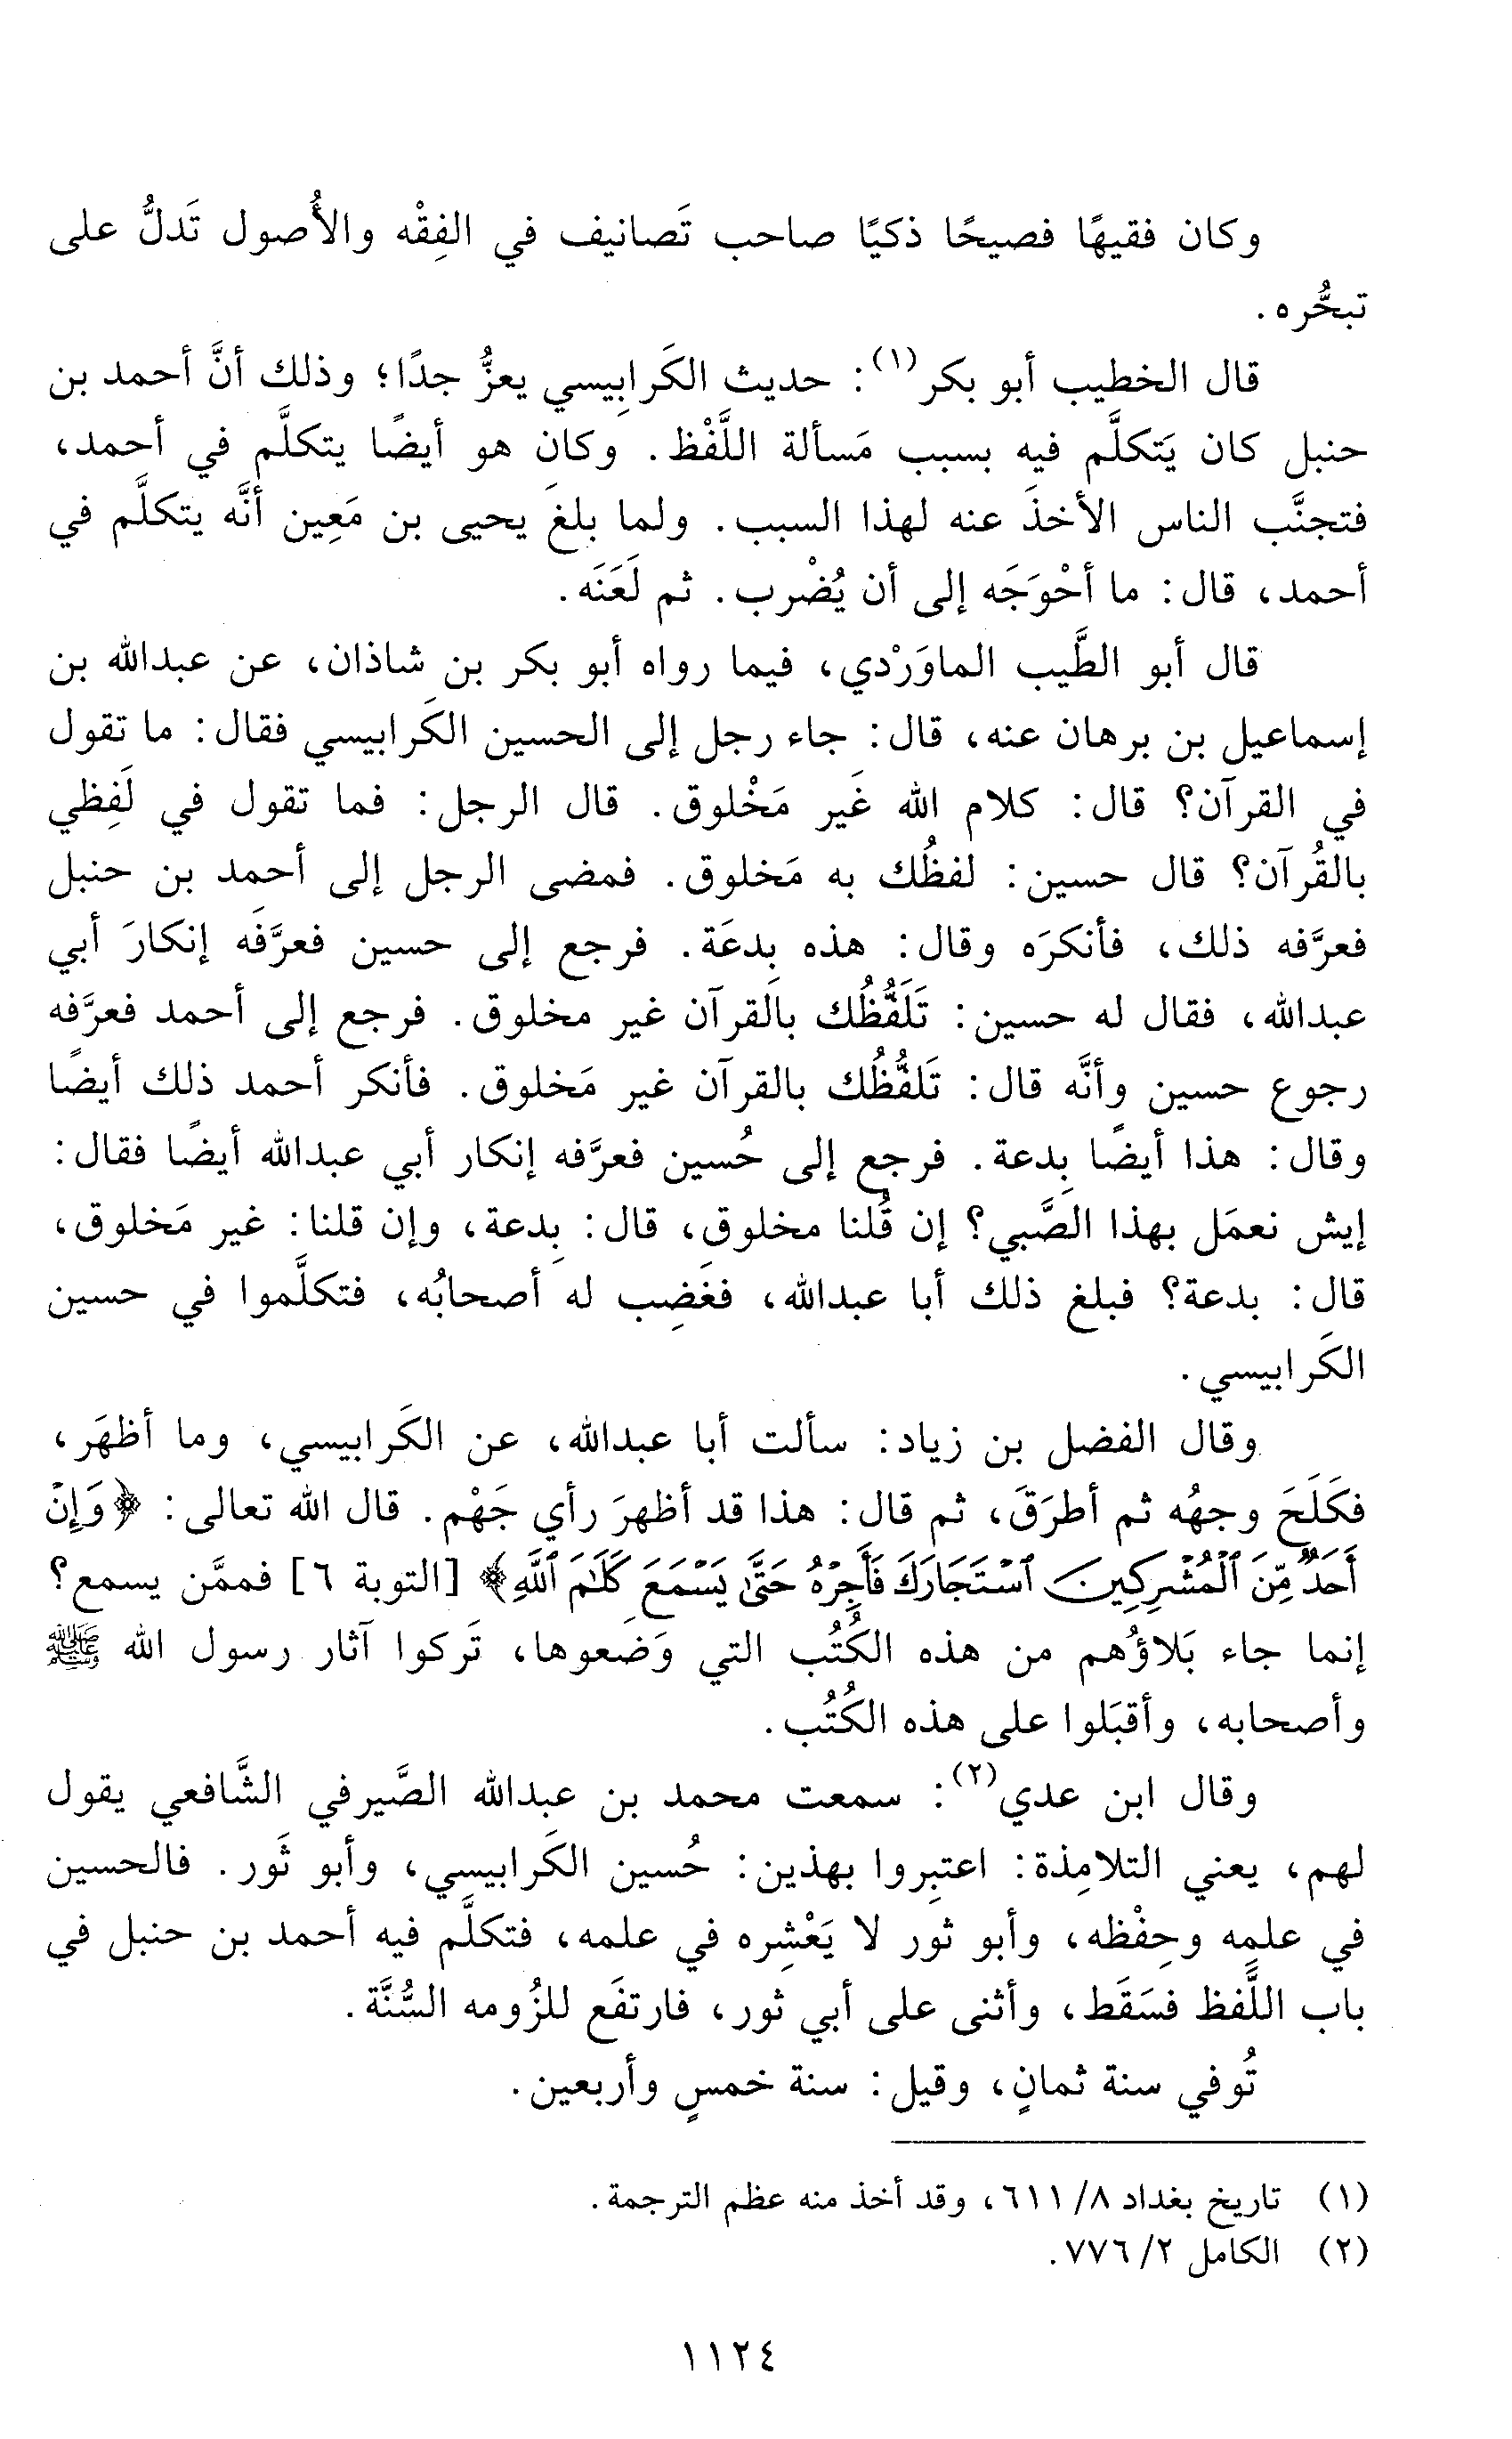 وكان فقيهًا فصيحًا ذكيًا صاحب تَصانيف في الفِقْه والأُصول تَدلُّ على
تبحُّره.
قال الخطيب أبو بكر(١): حديث الكَرابِيسي يعزُّ جدًا؛ وذلك أنَّ أحمد بن
حنبل كان يَتكلَّم فيه بسبب مَسألة اللَّفْظ. وكان هو أيضًا يتكلَّم في أحمد،
فتجنَّب الناس الأخذَ عنه لهذا السبب. ولما بلغَ يحيى بن مَعِين أنَّه يتكلَّم في
أحمد، قال: ما أحْوَجَه إلى أن يُضْرب. ثم لَعَنَه.
قال أبو الطَّيب الماوَرْدي، فيما رواه أبو بكر بن شاذان، عن عبدالله بن
إسماعيل بن برهان عنه، قال: جاء رجل إلى الحسين الكَرابيسي فقال: ما تقول
في القرآن؟ قال: كلام الله غَير مَخْلوق. قال الرجل: فما تقول في لَفِظي
بالقُرآن؟ قال حسين: لفظُك به مَخلوق. فمضى الرجل إلى أحمد بن حنبل
فعرَّفه ذلك، فأنكرَه وقال: هذه بِدعَة. فرجع إلى حسين فعرَّفَه إنكارَ أبي
عبدالله، فقال له حسين: تَلَفُّظُك بالقرآن غير مخلوق. فرجع إلى أحمد فعرَّفه
رجوع حسين وأنَّه قال: تَلفُّظُك بالقرآن غير مَخلوق. فأنكر أحمد ذلك أيضًا
وقال: هذا أيضًا بِدعة. فرجع إلى حُسين فعرَّفه إنكار أبي عبدالله أيضًا فقال:
إيش نعمَل بهذا الصَّبي؟ إن قُلنا مخلوق، قال: بِدعة، وإن قلنا: غير مَخلوق،
قال: بدعة؟ فبلغ ذلك أبا عبدالله، فغَضِب له أصحابُه، فتكلَّموا في حسين
الكَرابيسي.
وقال الفضل بن زياد: سألت أبا عبدالله، عن الكَرابيسي، وما أظهَر،
فكَلَحَ وجهُه ثم أطرَقَ، ثم قال: هذا قد أظهرَ رأي جَهْم. قال الله تعالى: ﴿وَإِنْ
أَحَدٌ مِّنَ ٱلْمُشْرِكِينَ ٱسْتَجَارَكَ فَأَجِرْهُ حَتَّىٰ يَسْمَعَ كَلَٰمَ ٱللَّهِ﴾ [التوبة ٦] فممَّن يسمع؟
إنما جاء بَلاؤُهم من هذه الكُتُب التي وَضَعوها، تَركوا آثار رسول الله ﷺ
وأصحابه، وأقبَلوا على هذه الكُتُب.
وقال ابن عدي(٢): سمعت محمد بن عبدالله الصَّيرفي الشَّافعي يقول
لهم، يعني التلامِذة: اعتبِروا بهذين: حُسين الكَرابيسي، وأبو ثَور. فالحسين
في علمِه وحِفْظه، وأبو ثور لا يَعْشِره في علمه، فتكلَّم فيه أحمد بن حنبل في
باب اللَّفظ فسَقَط، وأثنى على أبي ثور، فارتفَع للزُومه السُّنَّة.
تُوفي سنة ثمانٍ، وقيل: سنة خمسٍ وأربعين.
(١) تاريخ بغداد ٨/ ٦١١، وقد أخذ منه عظم الترجمة.
(٢) الكامل ٢/ ٧٧٦.
١١٢٤